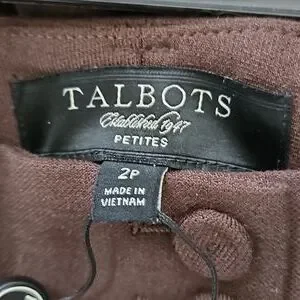 TALBOTS
Established 1947
PETITES
2P
MADE IN
VIETNAM